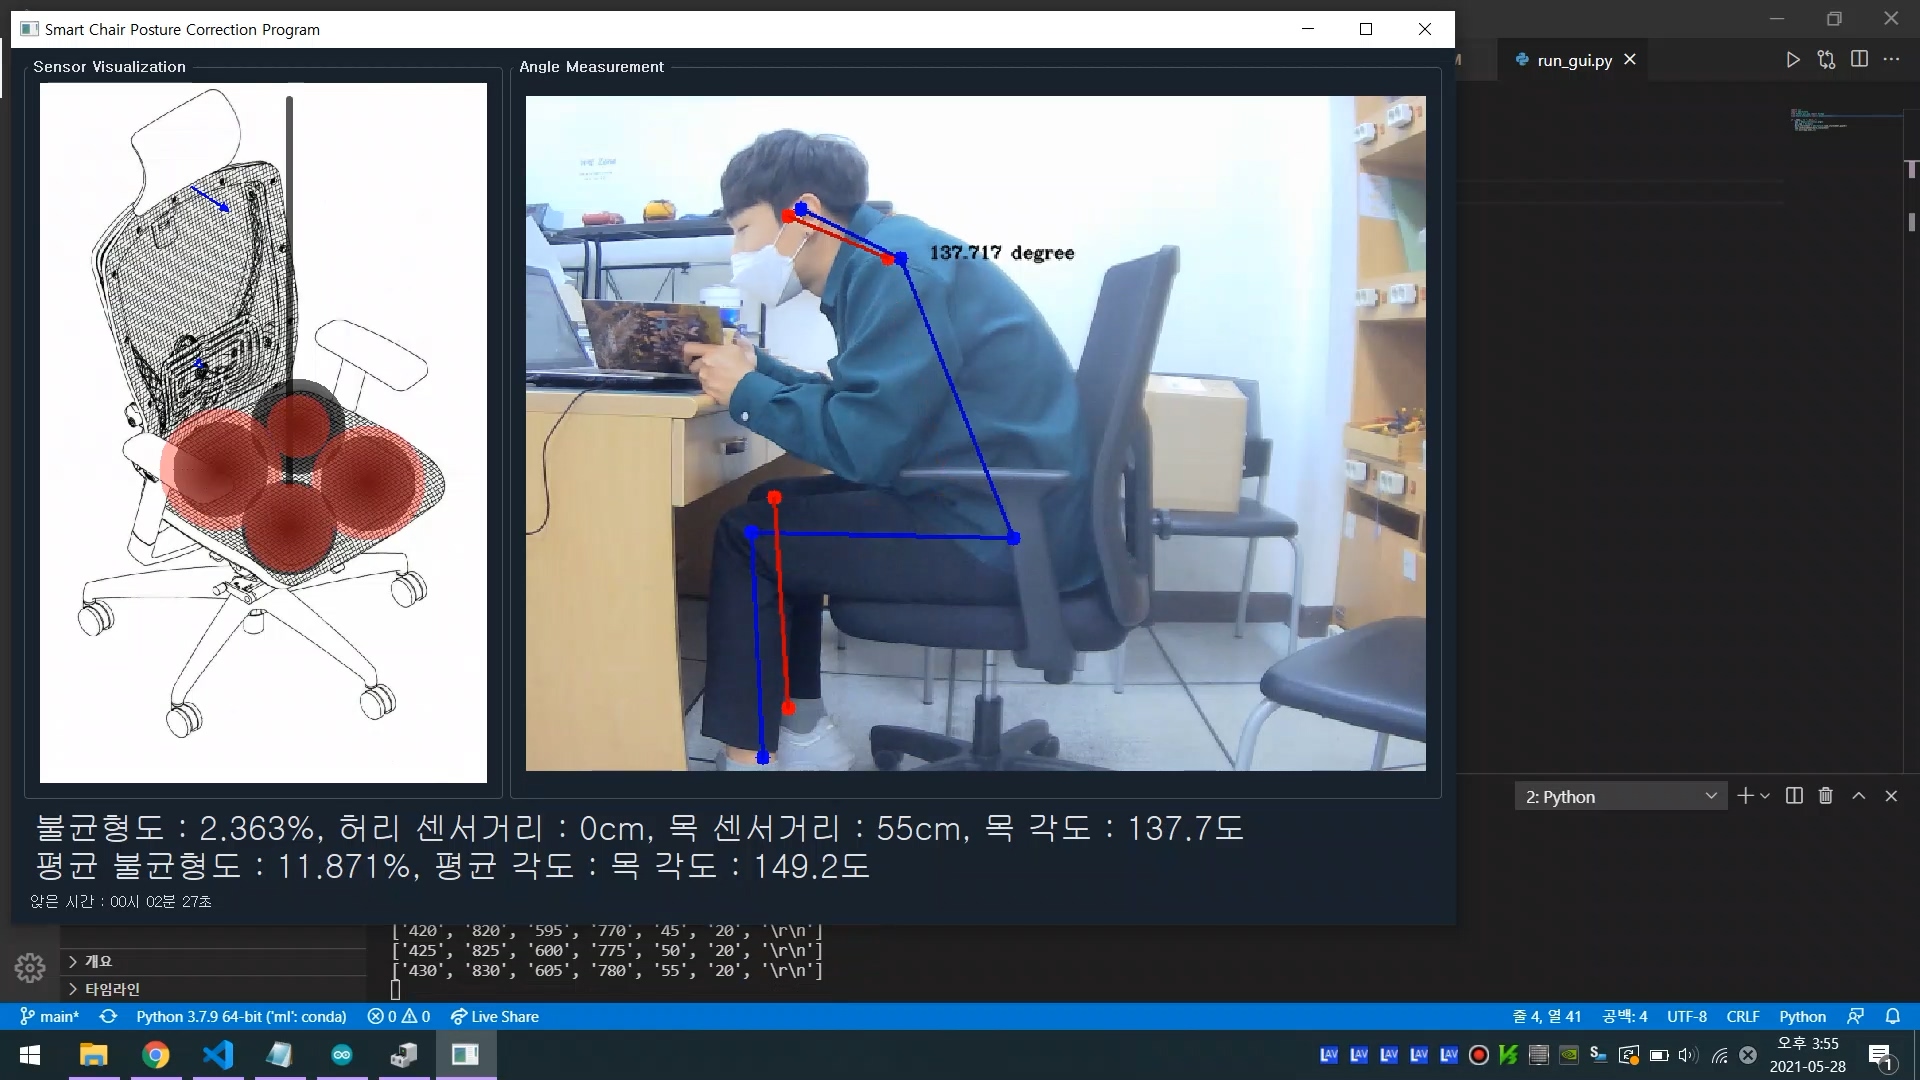 Smart Chair Posture Correction Program
run_gui.py
Sensor Visualization
Angle Measurement
137.717 degree
2: Python
불균형도 : 2.363%, 허리 센서거리 : 0cm, 목 센서거리 : 55cm, 목 각도 : 137.7도
평균 불균형도 : 11.871%, 평균 각도 : 목 각도 : 149.2도
앉은 시간 : 00시 02분 27초
['420', '820', '595', '770', '45', '20', '\r\n']
['425', '825', '600', '775', '50', '20', '\r\n']
['430', '830', '605', '780', '55', '20', '\r\n']
개요
타임라인
main* Python 3.7.9 64-bit ('ml': conda) 0 0 Live Share 줄 4, 열 41 공백: 4 UTF-8 CRLF Python
LAV LAV LAV LAV LAV
오후 3:55
2021-05-28
1